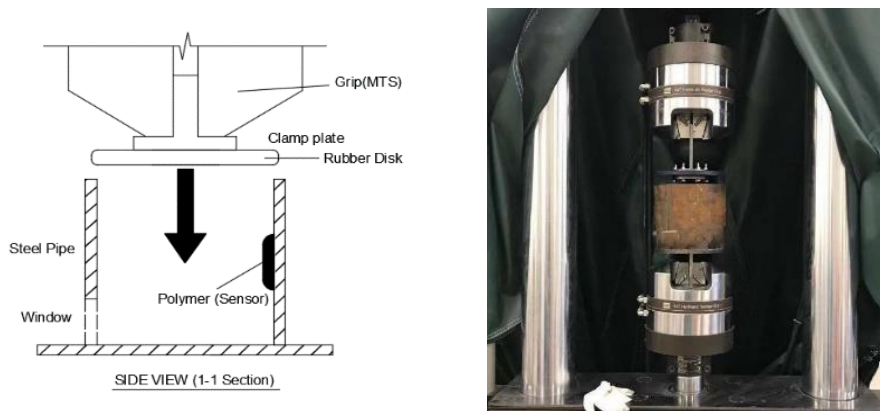 Grip(MTS)
Clamp plate
Rubber Disk
Steel Pipe
Polymer (Sensor)
Window
SIDE VIEW (1-1 Section)